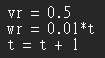 vr = 0.5
wr = 0.01*t
t = t + 1